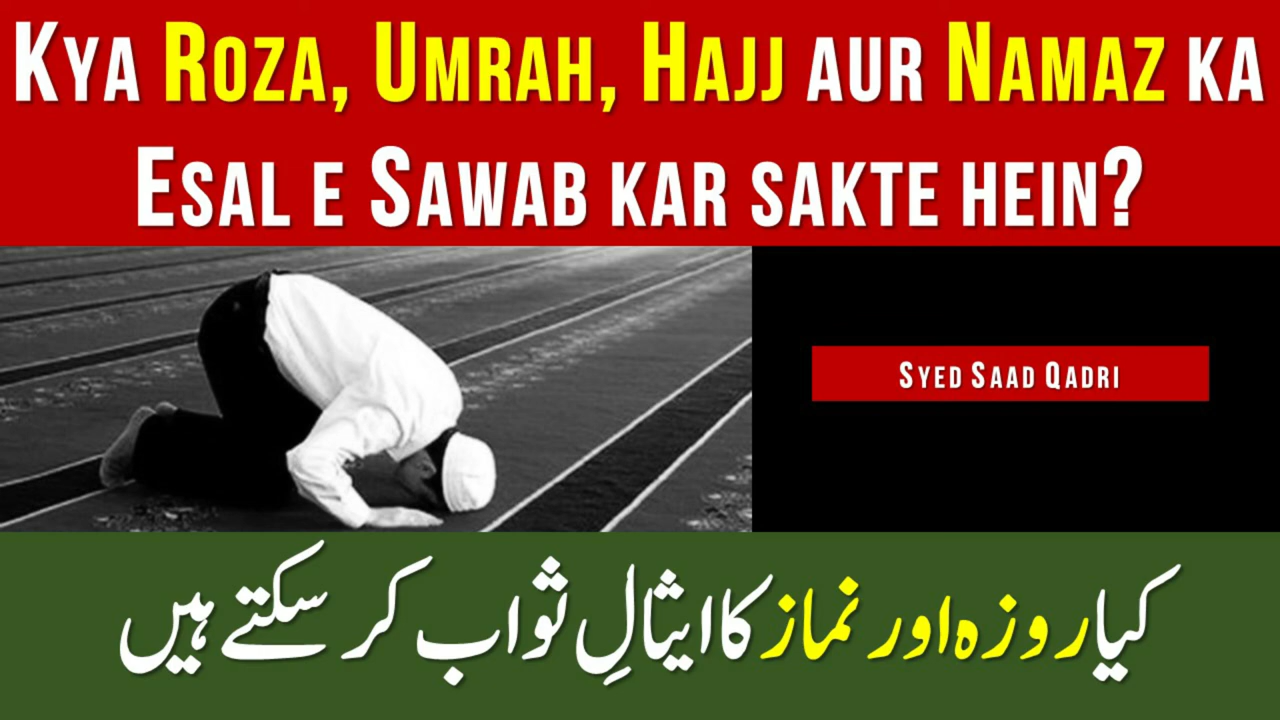 Kya Roza, Umrah, Hajj aur Namaz ka
Esal e Sawab kar sakte hein?
Syed Saad Qadri
کیا روزہ اور نماز کا ایثالِ ثواب کر سکتے ہیں